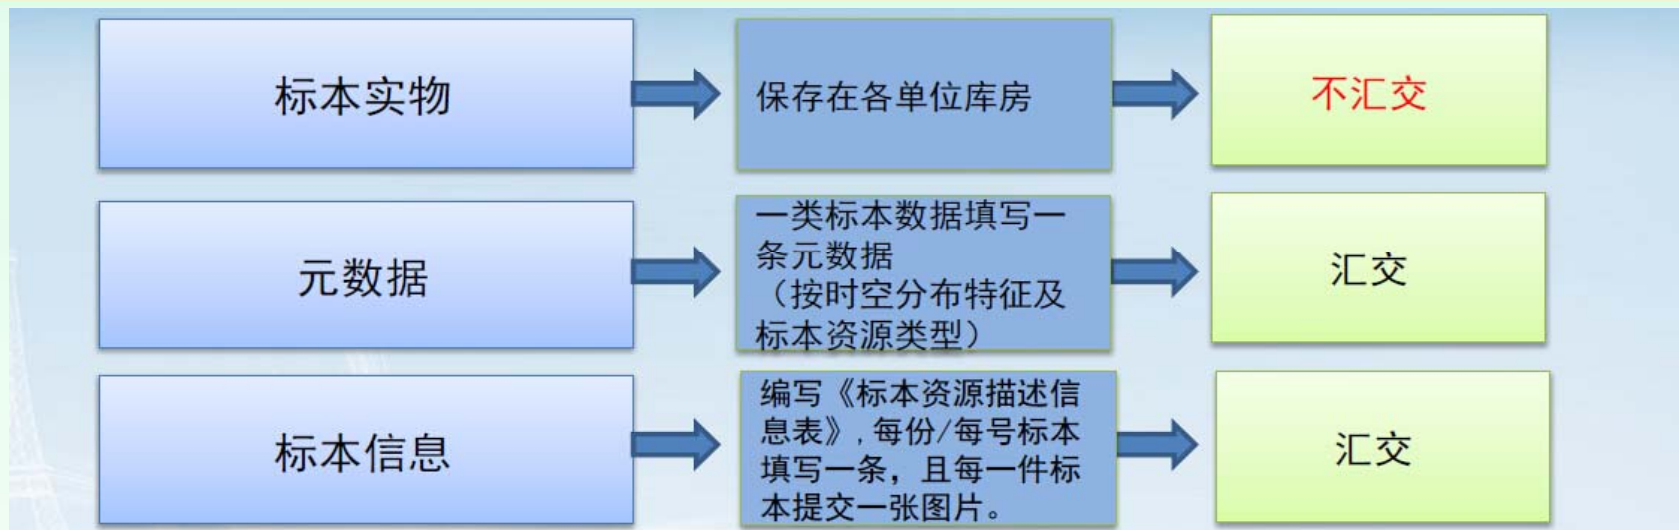 标本实物
保存在各单位库房
不汇交
元数据
一类标本数据填写一
条元数据
（按时空分布特征及
标本资源类型）
汇交
标本信息
编写《标本资源描述信
息表》,每份/每号标本
填写一条，且每一件标
本提交一张图片。
汇交